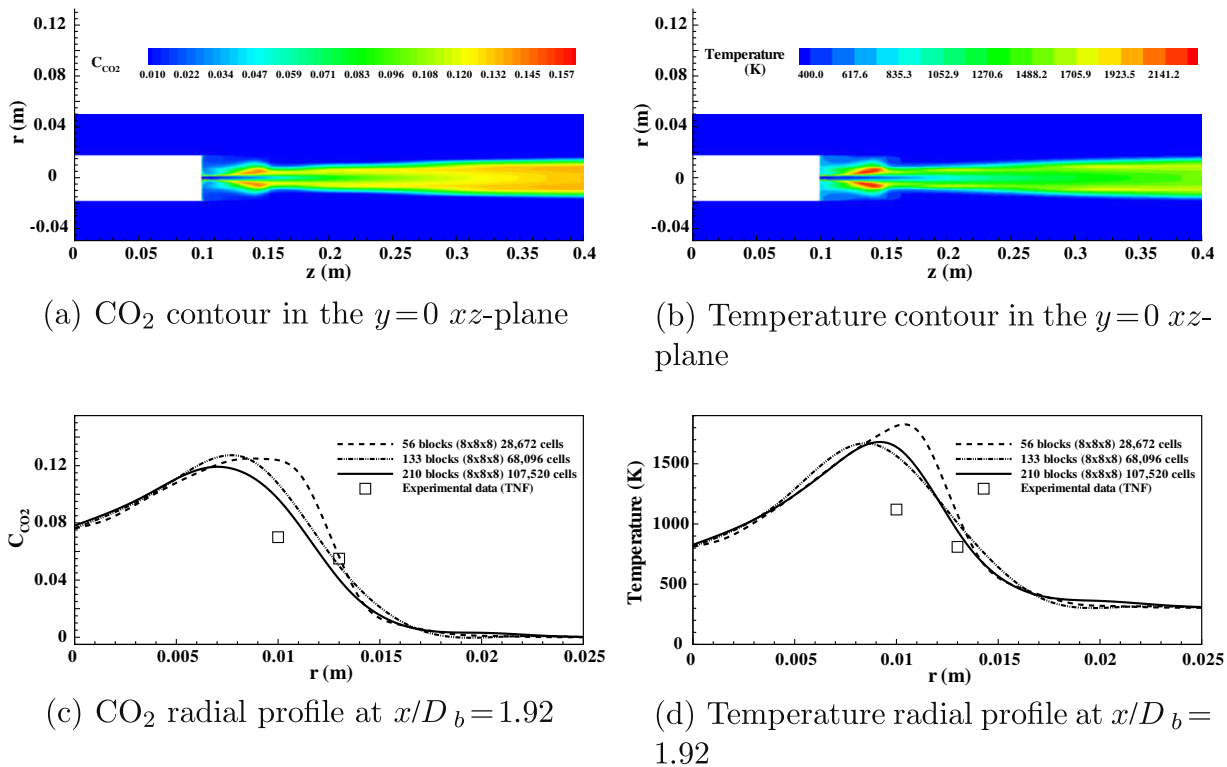 0.12
0.08
0.04
0
-0.04
r (m)
C_CO2
0.010 0.022 0.034 0.047 0.059 0.071 0.083 0.096 0.108 0.120 0.132 0.145 0.157
0 0.1 0.15 0.2 0.25 0.3 0.35 0.4
z (m)
(a) CO₂ contour in the y=0 xz-plane
0.12
0.08
0.04
0
-0.04
r (m)
Temperature
(K)
400.0 617.6 835.3 1052.9 1270.6 1488.2 1705.9 1923.5 2141.2
0 0.1 0.15 0.2 0.25 0.3 0.35 0.4
z (m)
(b) Temperature contour in the y=0 xz-
plane
0.12
0.08
0.04
0
C_CO2
56 blocks (8x8x8) 28,672 cells
133 blocks (8x8x8) 68,096 cells
210 blocks (8x8x8) 107,520 cells
Experimental data (TNF)
0 0.005 0.01 0.015 0.02 0.025
r (m)
(c) CO₂ radial profile at x/D_b=1.92
1500
1000
500
0
Temperature (K)
56 blocks (8x8x8) 28,672 cells
133 blocks (8x8x8) 68,096 cells
210 blocks (8x8x8) 107,520 cells
Experimental data (TNF)
0 0.005 0.01 0.015 0.02 0.025
r (m)
(d) Temperature radial profile at x/D_b=
1.92